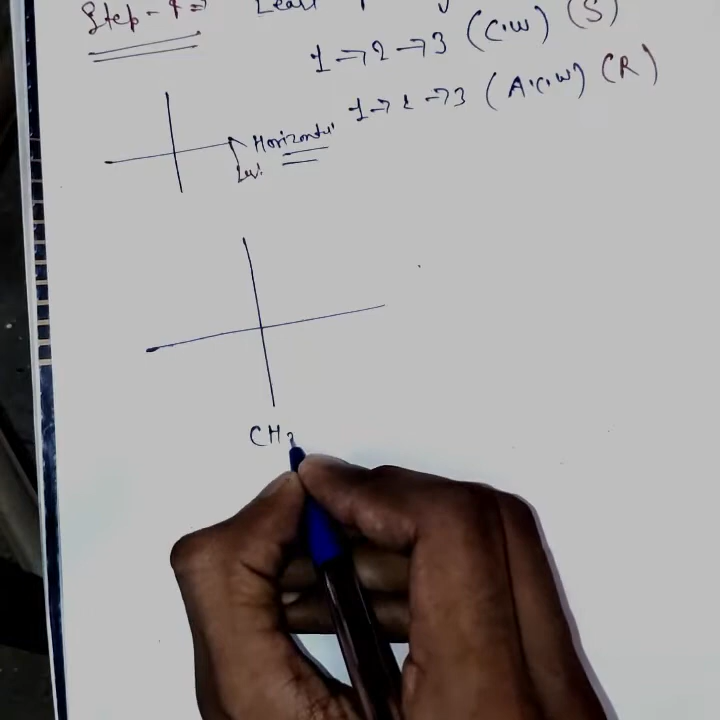 Step-4 ⇒ Least
1→2→3 (C.W) (S)
1→2→3 (A.C.W) (R)
Horizontal
CH3